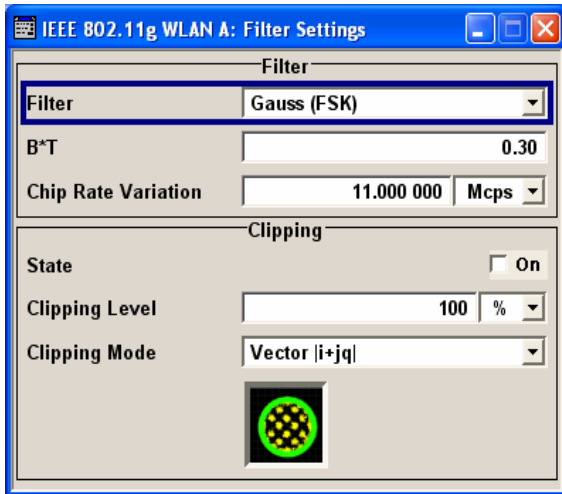 IEEE 802.11g WLAN A: Filter Settings
Filter
Filter Gauss (FSK)
B*T 0.30
Chip Rate Variation 11.000 000 Mcps
Clipping
State On
Clipping Level 100 %
Clipping Mode Vector |i+jq|